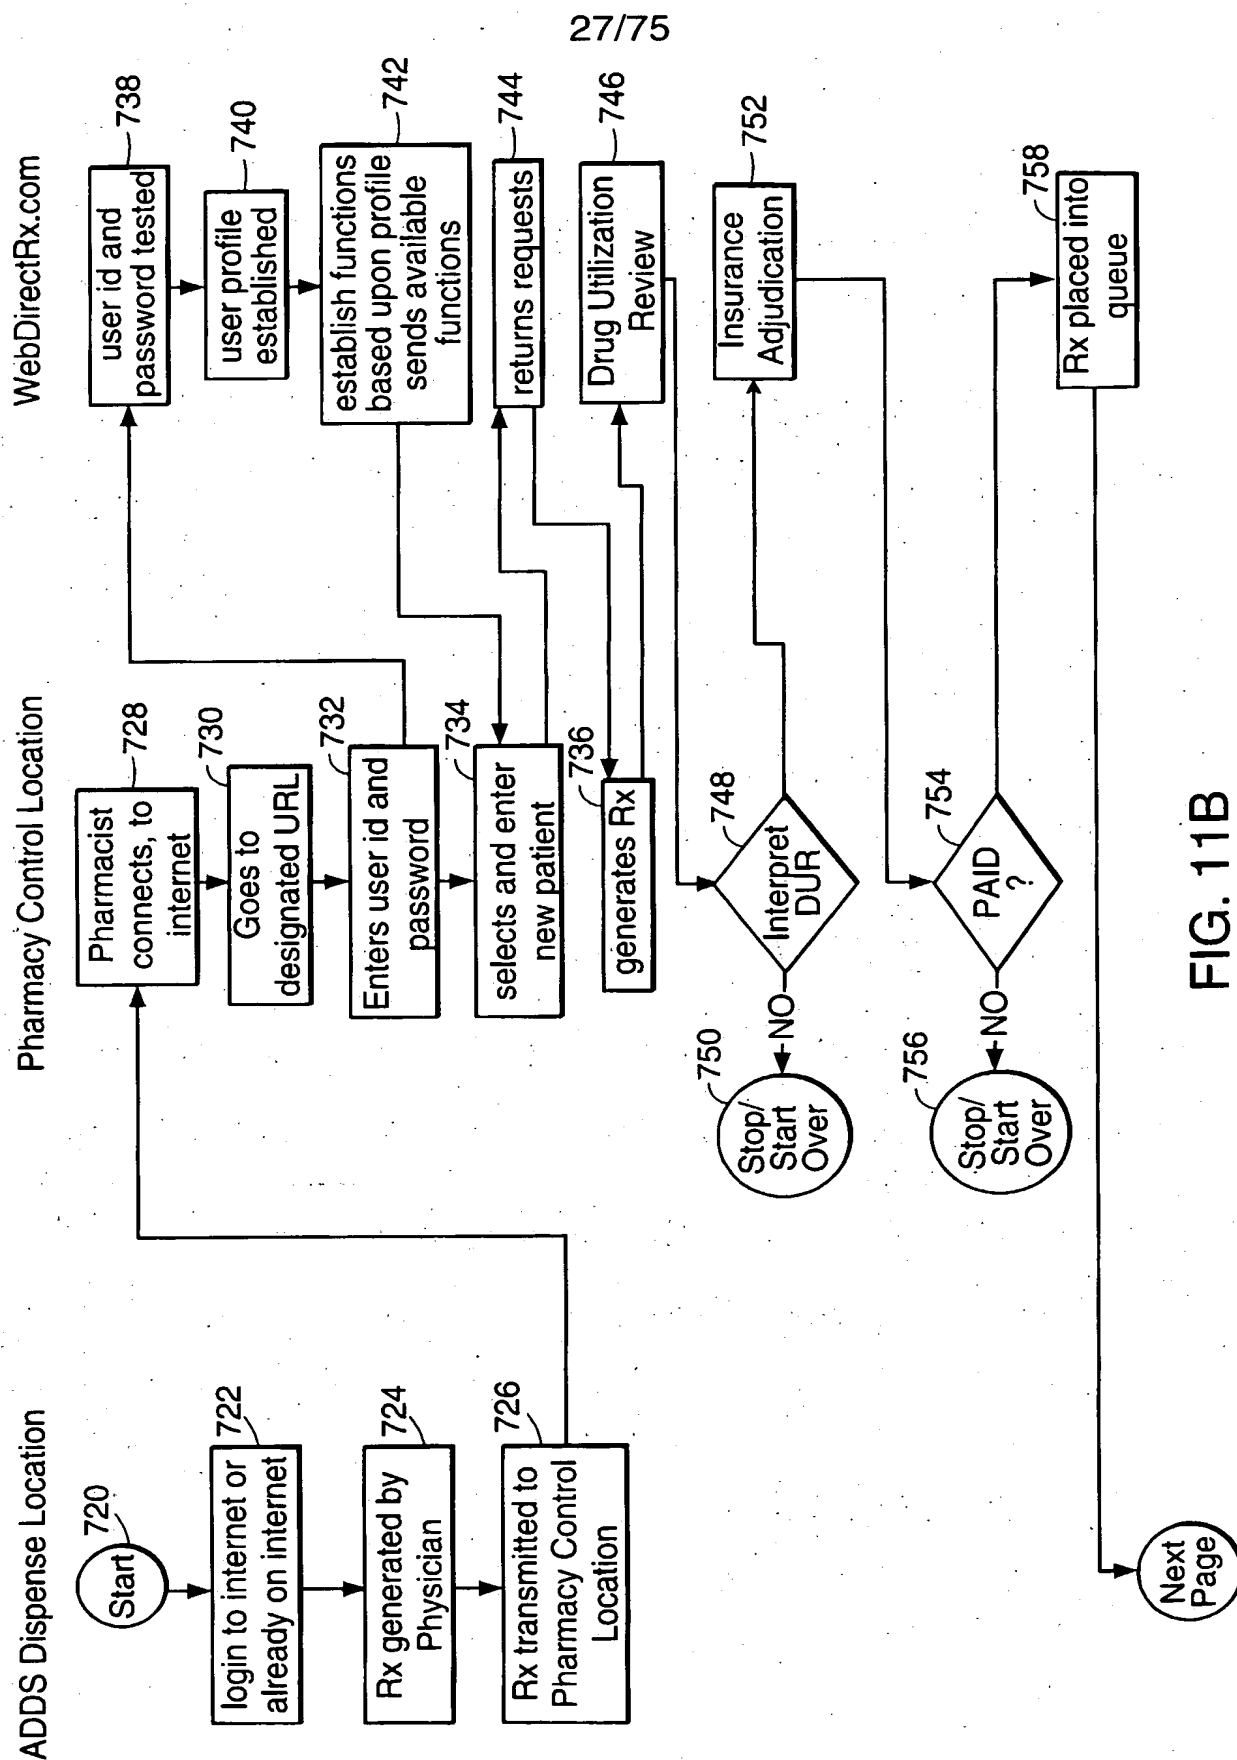 27/75
ADDS Dispense Location
Start
720
login to internet or
already on internet
722
Rx generated by
Physician
724
Rx transmitted to
Pharmacy Control
Location
726
Pharmacy Control Location
Pharmacist
connects, to
internet
728
Goes to
designated URL
730
Enters user id and
password
732
selects and enter
new patient
734
generates Rx
736
Interpret
DUR
748
NO
Stop/
Start
Over
750
PAID
?
754
NO
Stop/
Start
Over
756
WebDirectRx.com
user id and
password tested
738
user profile
established
740
establish functions
based upon profile
sends available
functions
742
returns requests
744
Drug Utilization
Review
746
Insurance
Adjudication
752
Rx placed into
queue
758
Next
Page
FIG. 11B